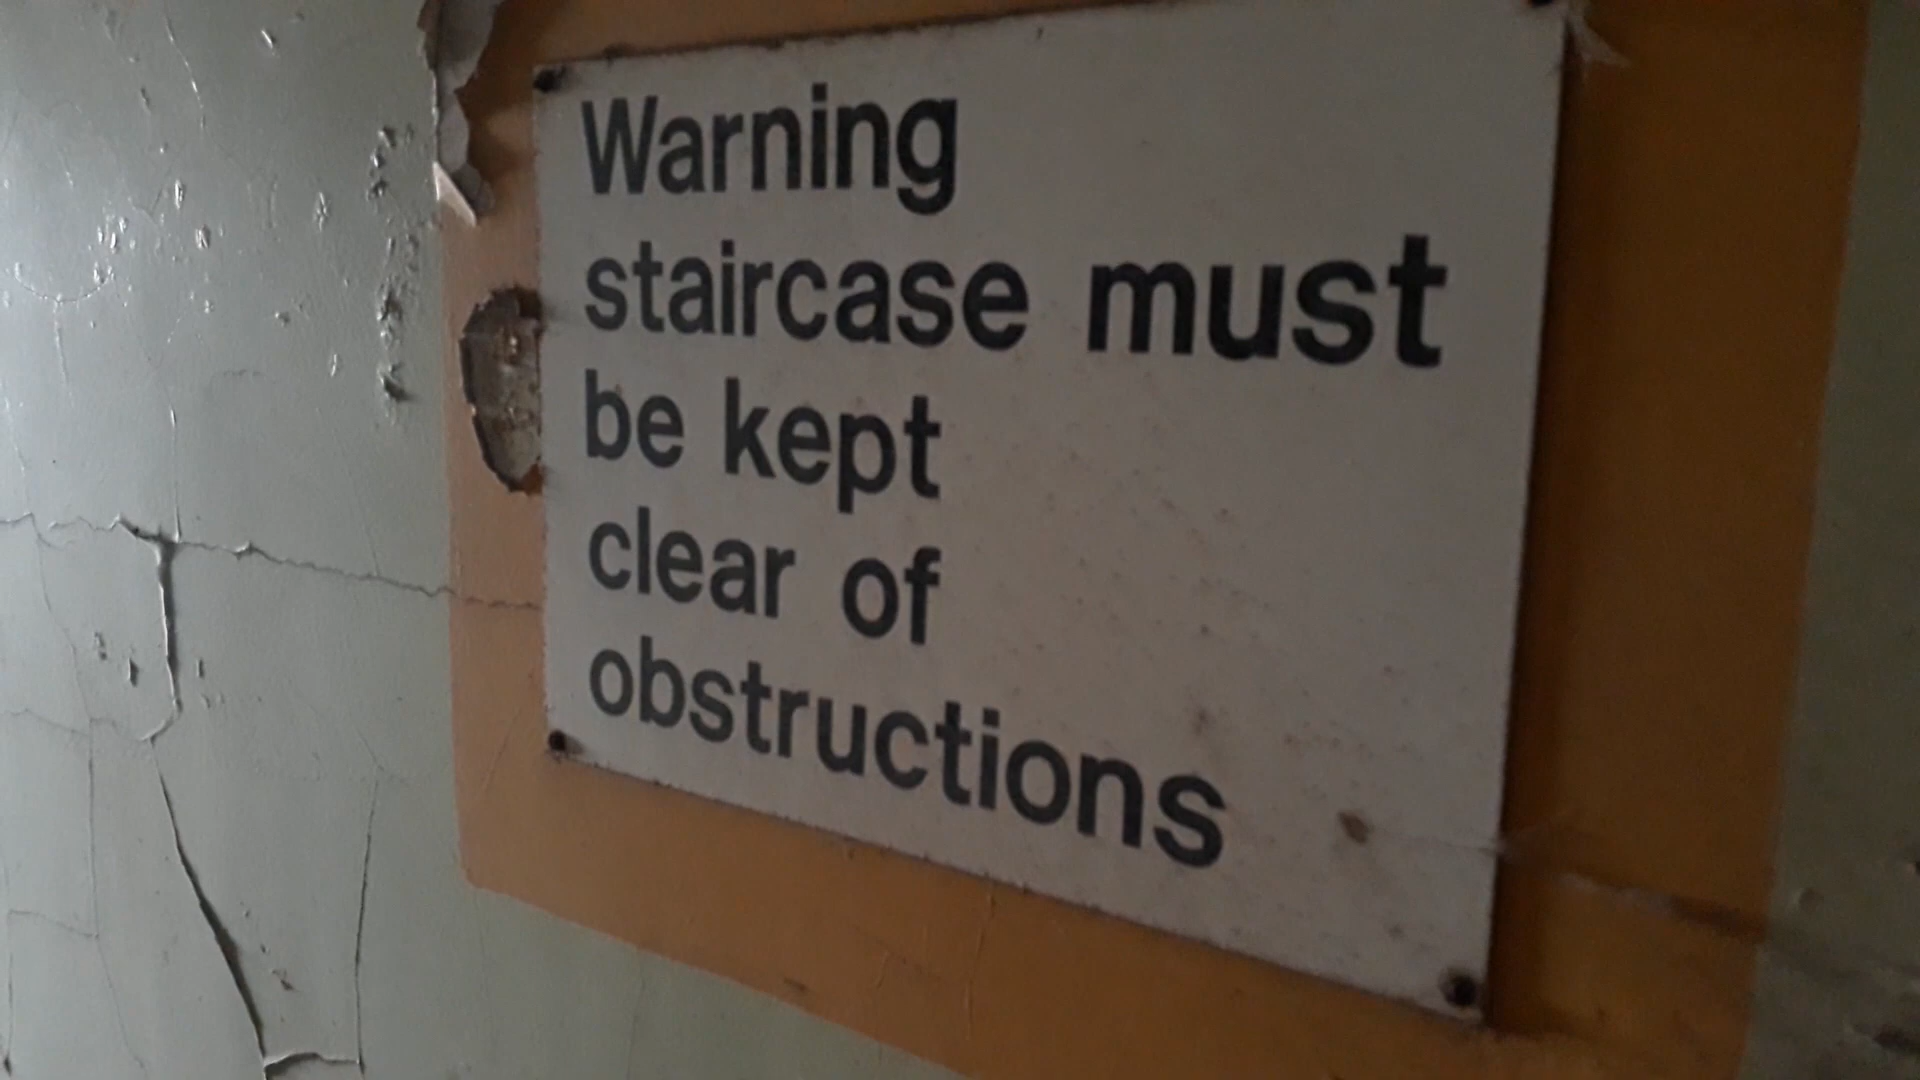 Warning
staircase must
be kept
clear of
obstructions